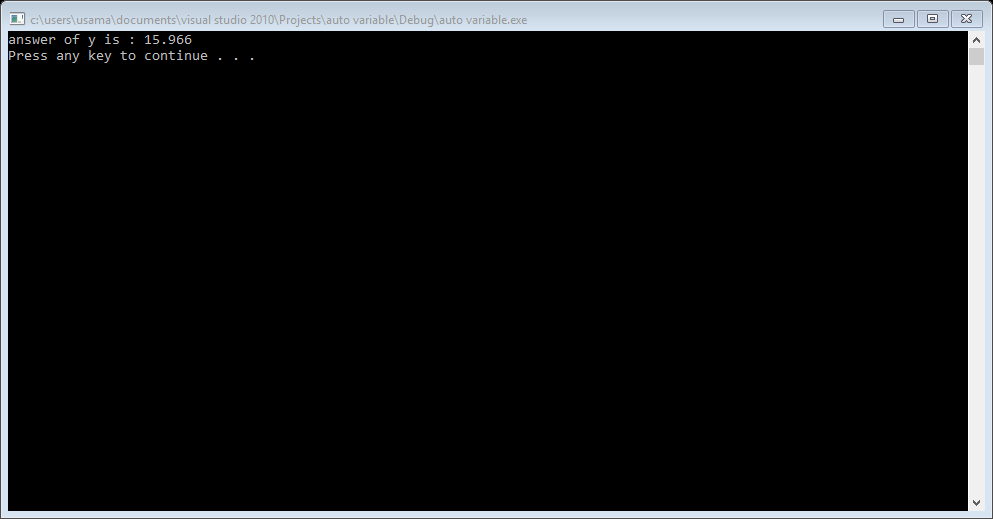 c:\users\usama\documents\visual studio 2010\Projects\auto variable\Debug\auto variable.exe
answer of y is : 15.966
Press any key to continue . . .